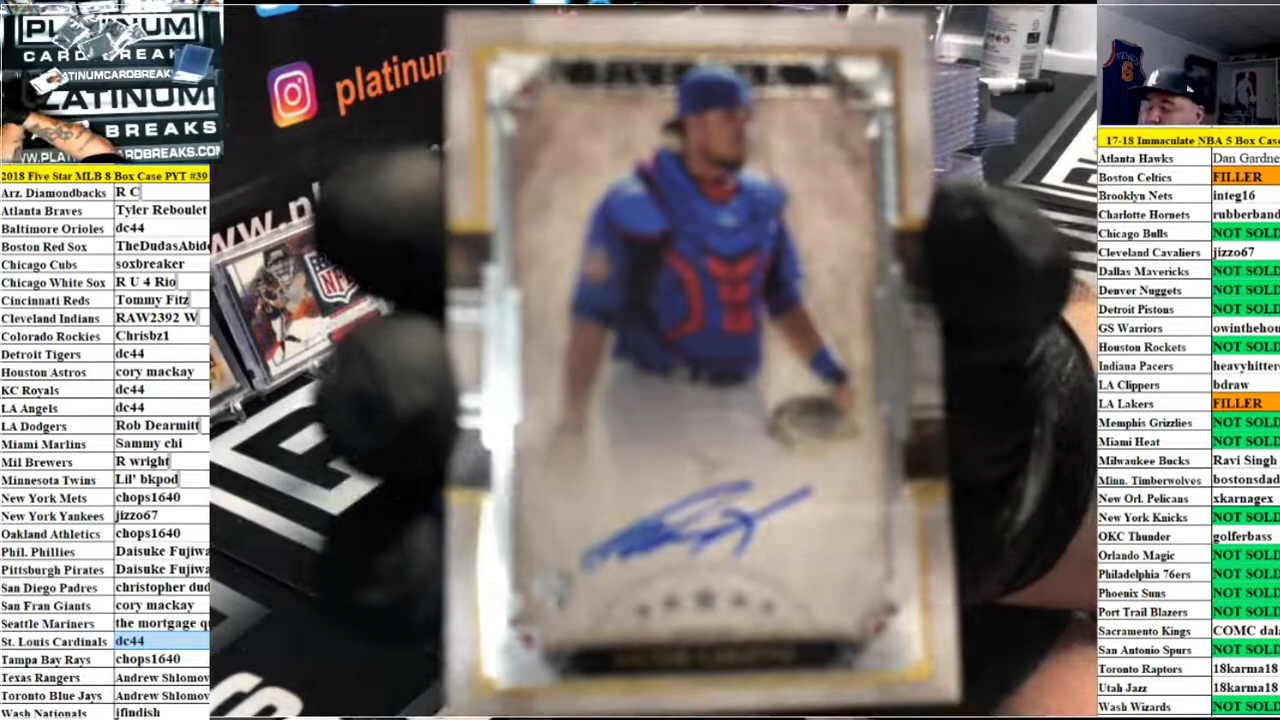 PLATINUM
CARD BREAK
PLATINUMCARDBREAK
PLATINUM
BREAKS
2018 Five Star MLB 8 Box Case PYT #39
Arz. Diamondbacks R C
Atlanta Braves Tyler Reboulet
Baltimore Orioles dc44
Boston Red Sox TheDudasAbid
Chicago Cubs soxbreaker
Chicago White Sox R U 4 Rio
Cincinnati Reds Tommy Fitz
Cleveland Indians RAW2392 W
Colorado Rockies Chrisbz1
Detroit Tigers dc44
Houston Astros cory mackay
KC Royals dc44
LA Angels dc44
LA Dodgers Rob Dearmitt
Miami Marlins Sammy chi
Mil Brewers R wright
Minnesota Twins Lil' bkpod
New York Mets chops1640
New York Yankees jizzo67
Oakland Athletics chops1640
Phil. Phillies Daisuke Fujiwa
Pittsburgh Pirates Daisuke Fujiwa
San Diego Padres christopher dud
San Fran Giants cory mackay
Seattle Mariners the mortgage
St. Louis Cardinals dc44
Tampa Bay Rays chops1640
Texas Rangers Andrew Shlomov
Toronto Blue Jays Andrew Shlomov
Wash Nationals jfindish
platinum
www.pl
NFL
17-18 Immaculate NBA 5 Box Case
Atlanta Hawks Dan Gardne
Boston Celtics FILLER
Brooklyn Nets integ16
Charlotte Hornets rubberband
Chicago Bulls NOT SOLD
Cleveland Cavaliers jizzo67
Dallas Mavericks NOT SOLD
Denver Nuggets NOT SOLD
Detroit Pistons NOT SOLD
GS Warriors owinthehou
Houston Rockets NOT SOLD
Indiana Pacers heavyhitter
LA Clippers bdraw
LA Lakers FILLER
Memphis Grizzlies NOT SOLD
Miami Heat NOT SOLD
Milwaukee Bucks Ravi Singh
Minn. Timberwolves bostonsdad
New Orl. Pelicans xkarnagex
New York Knicks NOT SOLD
OKC Thunder golferbass
Orlando Magic NOT SOLD
Philadelphia 76ers NOT SOLD
Phoenix Suns NOT SOLD
Port Trail Blazers NOT SOLD
Sacramento Kings COMC dal
San Antonio Spurs NOT SOLD
Toronto Raptors 18karma18
Utah Jazz 18karma18
Wash Wizards NOT SOLD